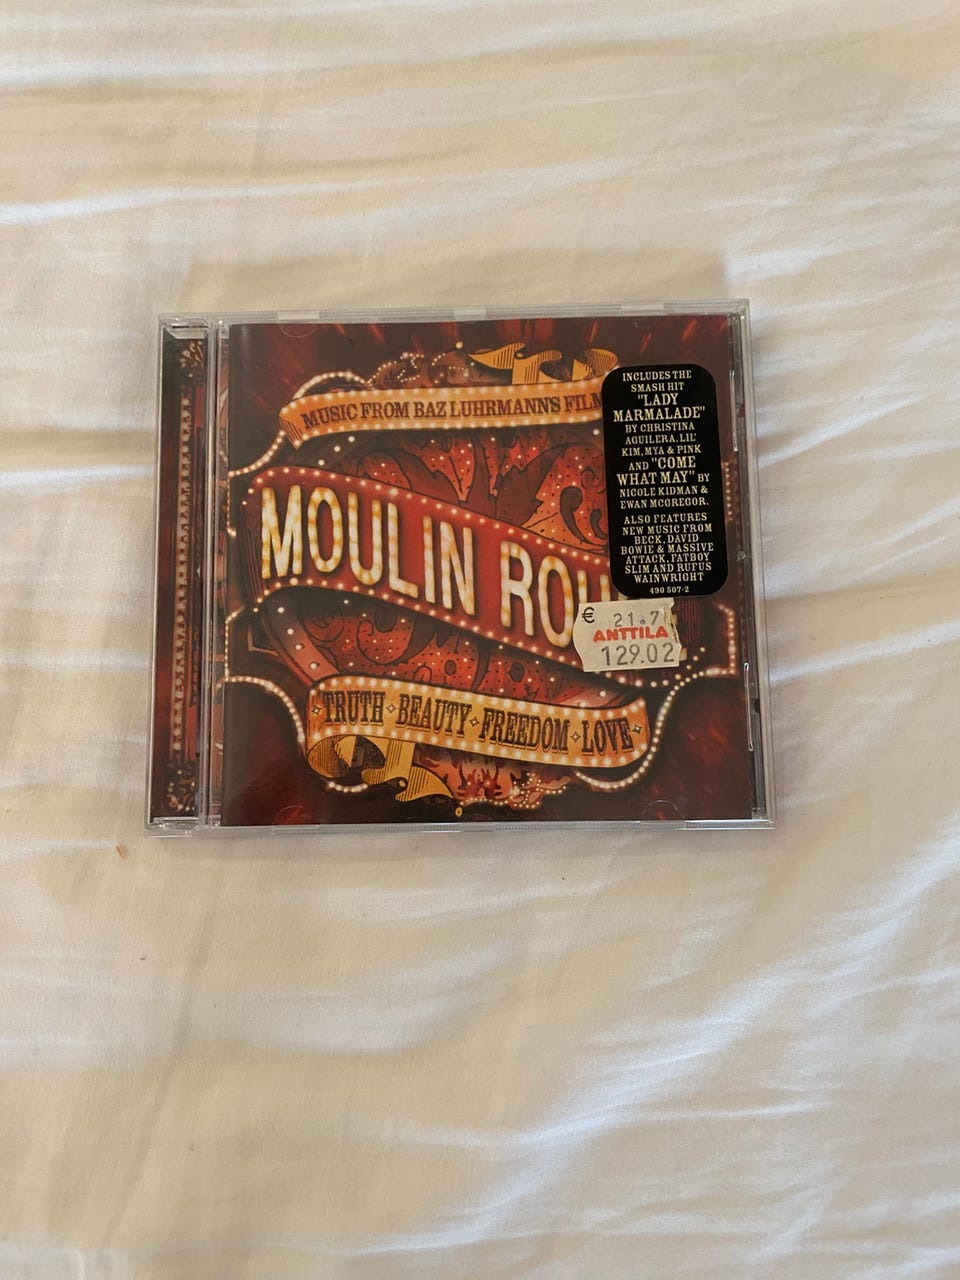 MUSIC FROM BAZ LUHRMANN'S FILM
MOULIN ROU
TRUTH · BEAUTY · FREEDOM · LOVE
INCLUDES THE
SMASH HIT
"LADY
MARMALADE"
BY CHRISTINA
AGUILERA, LIL'
KIM, MYA & PINK
AND "COME
WHAT MAY" BY
NICOLE KIDMAN &
EWAN MCGREGOR.
ALSO FEATURES
NEW MUSIC FROM
BECK, DAVID
BOWIE & MASSIVE
ATTACK, FATBOY
SLIM AND RUFUS
WAINWRIGHT
490 507-2
€ 21.7
ANTTILA
129.02